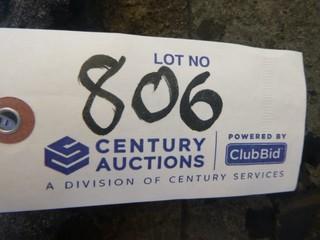 LOT NO
806
CENTURY AUCTIONS
POWERED BY
ClubBid
A DIVISION OF CENTURY SERVICES